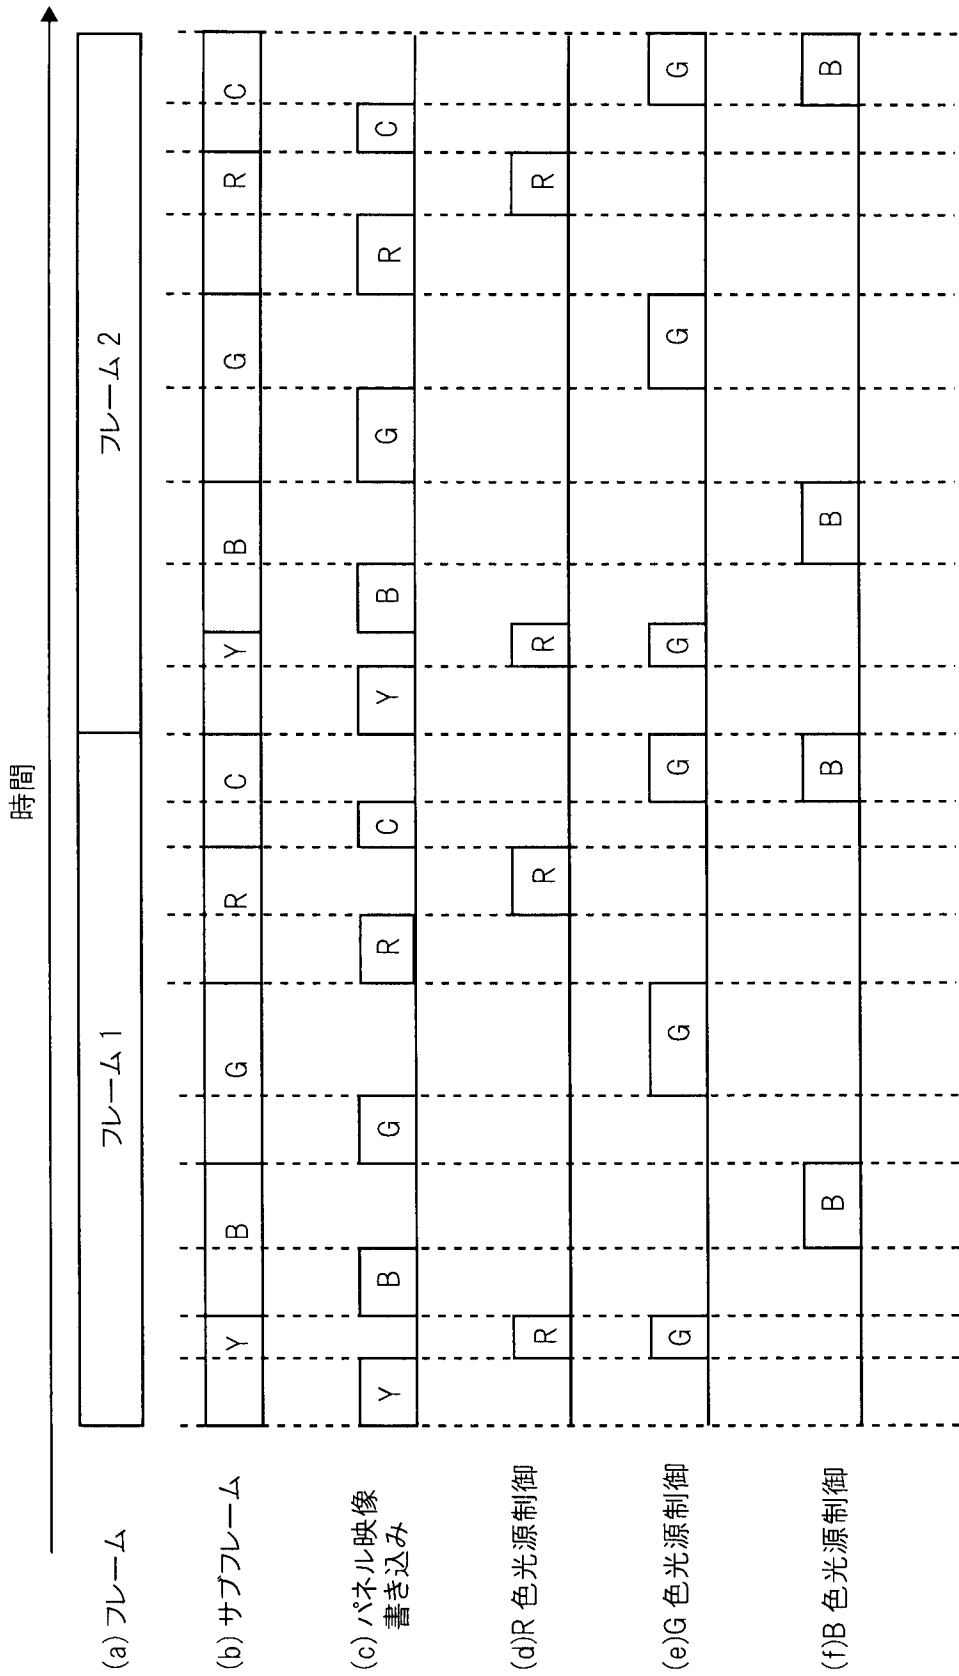 時間
(a) フレーム
フレーム 1
フレーム 2
(b) サブフレーム
Y
B
G
R
C
Y
B
G
R
C
(c) パネル映像
書き込み
Y
B
G
R
C
Y
B
G
R
C
(d)R 色光源制御
R
R
R
R
(e)G 色光源制御
G
G
G
G
G
G
(f)B 色光源制御
B
B
B
B